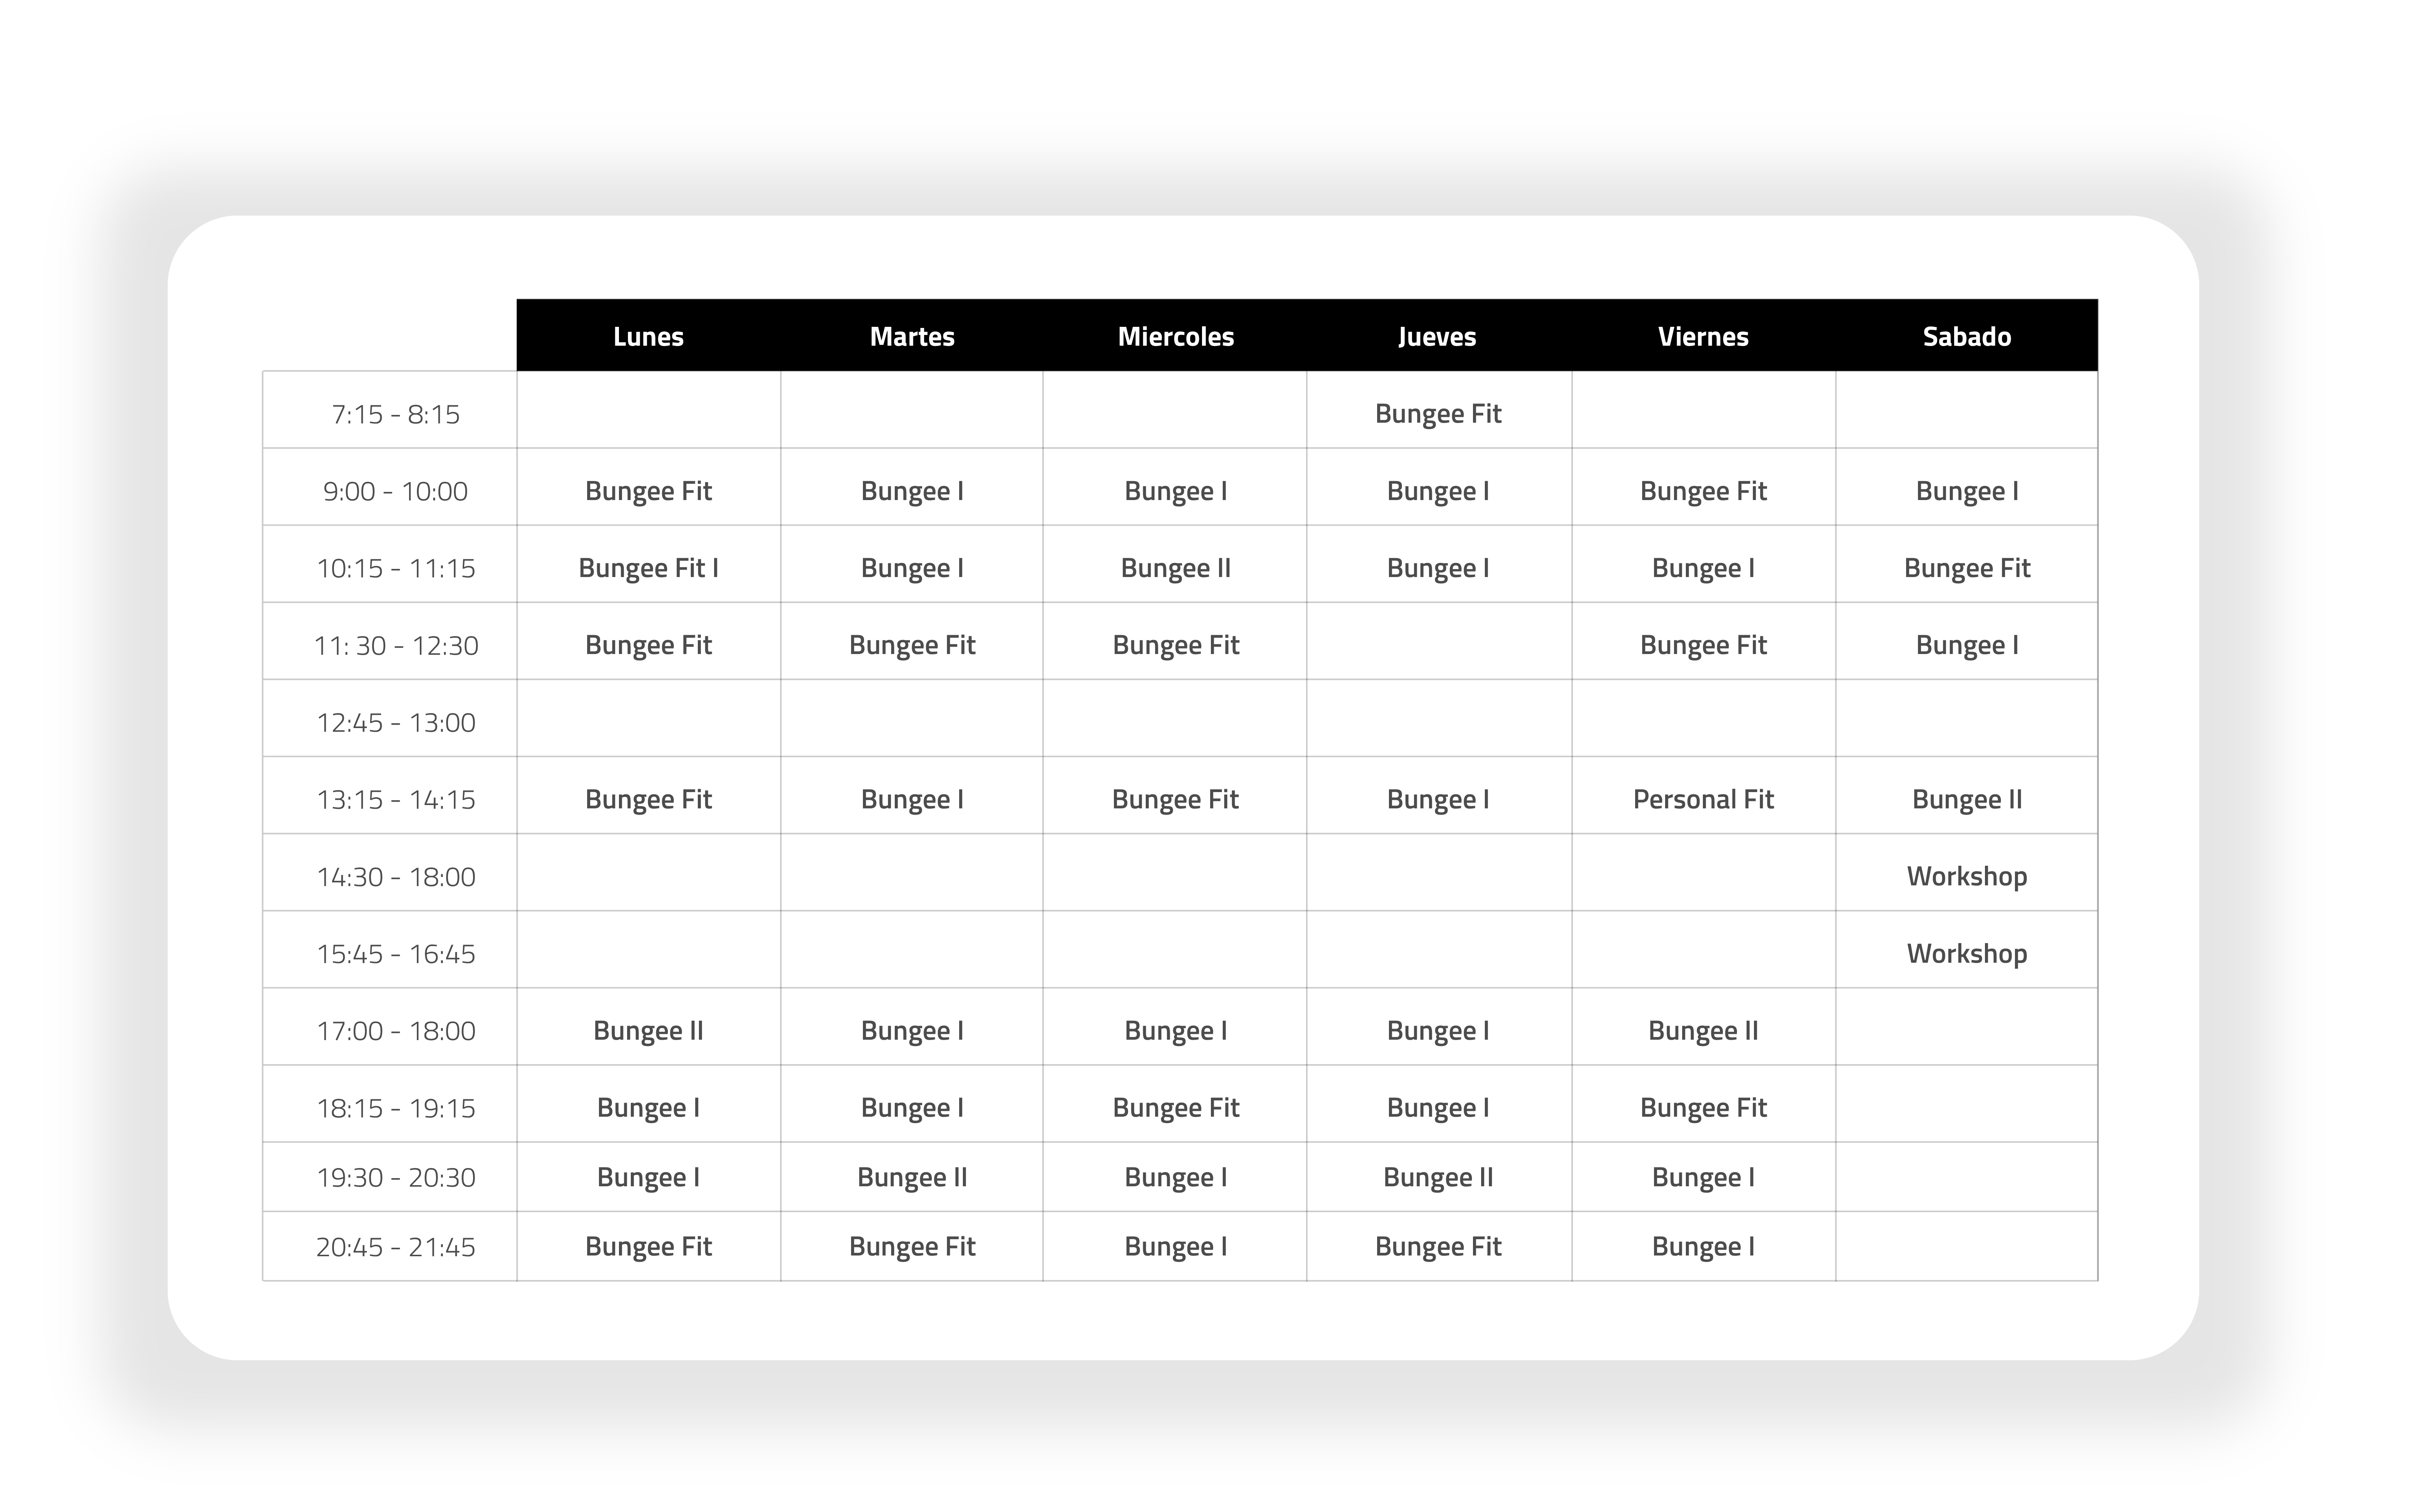 Lunes Martes Miercoles Jueves Viernes Sabado
7:15 - 8:15 Bungee Fit
9:00 - 10:00 Bungee Fit Bungee I Bungee I Bungee I Bungee Fit Bungee I
10:15 - 11:15 Bungee Fit I Bungee I Bungee II Bungee I Bungee I Bungee Fit
11: 30 - 12:30 Bungee Fit Bungee Fit Bungee Fit Bungee Fit Bungee I
12:45 - 13:00
13:15 - 14:15 Bungee Fit Bungee I Bungee Fit Bungee I Personal Fit Bungee II
14:30 - 18:00 Workshop
15:45 - 16:45 Workshop
17:00 - 18:00 Bungee II Bungee I Bungee I Bungee I Bungee II
18:15 - 19:15 Bungee I Bungee I Bungee Fit Bungee I Bungee Fit
19:30 - 20:30 Bungee I Bungee II Bungee I Bungee II Bungee I
20:45 - 21:45 Bungee Fit Bungee Fit Bungee I Bungee Fit Bungee I